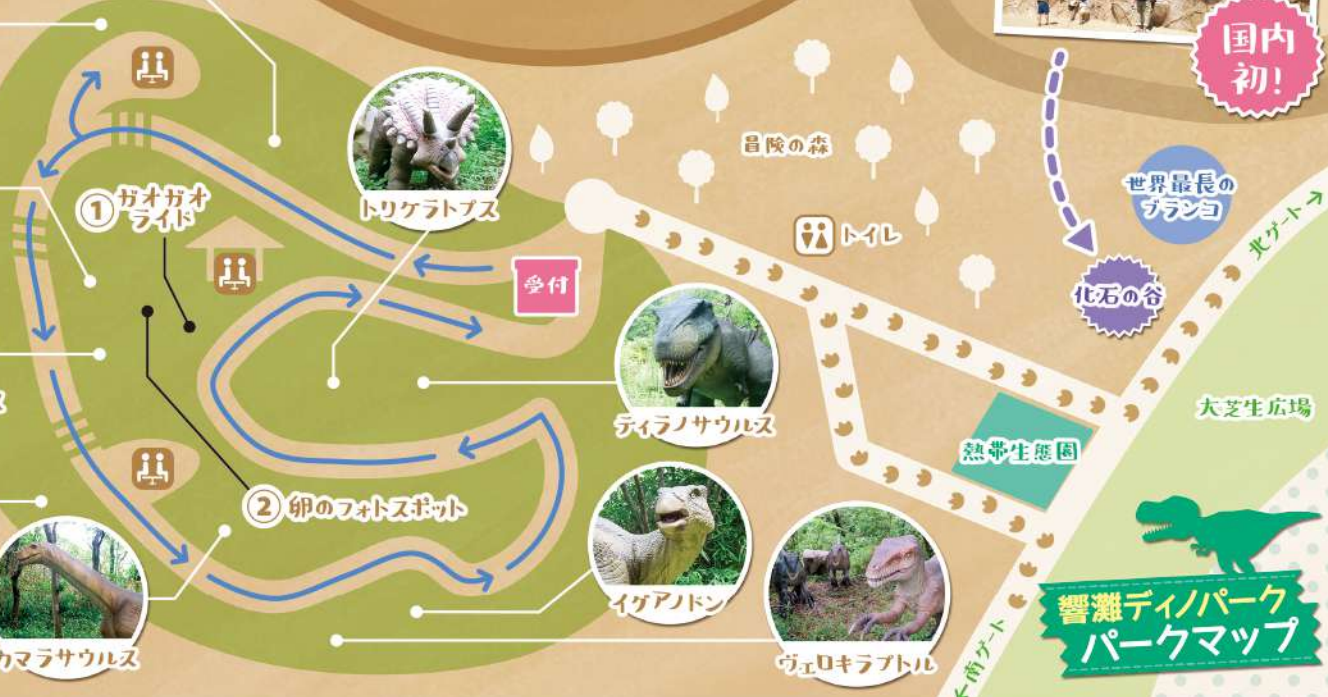 国内
初!
冒険の森
世界最長の
ブランコ
北ゲート→
① ガオガオ
ライド
トリケラトプス
トイレ
受付
化石の谷
大芝生広場
ティラノサウルス
熱帯生態園
② 卵のフォトスポット
イグアノドン
響灘ディノパーク
パークマップ
カマラサウルス
ヴェロキラプトル
←南ゲート